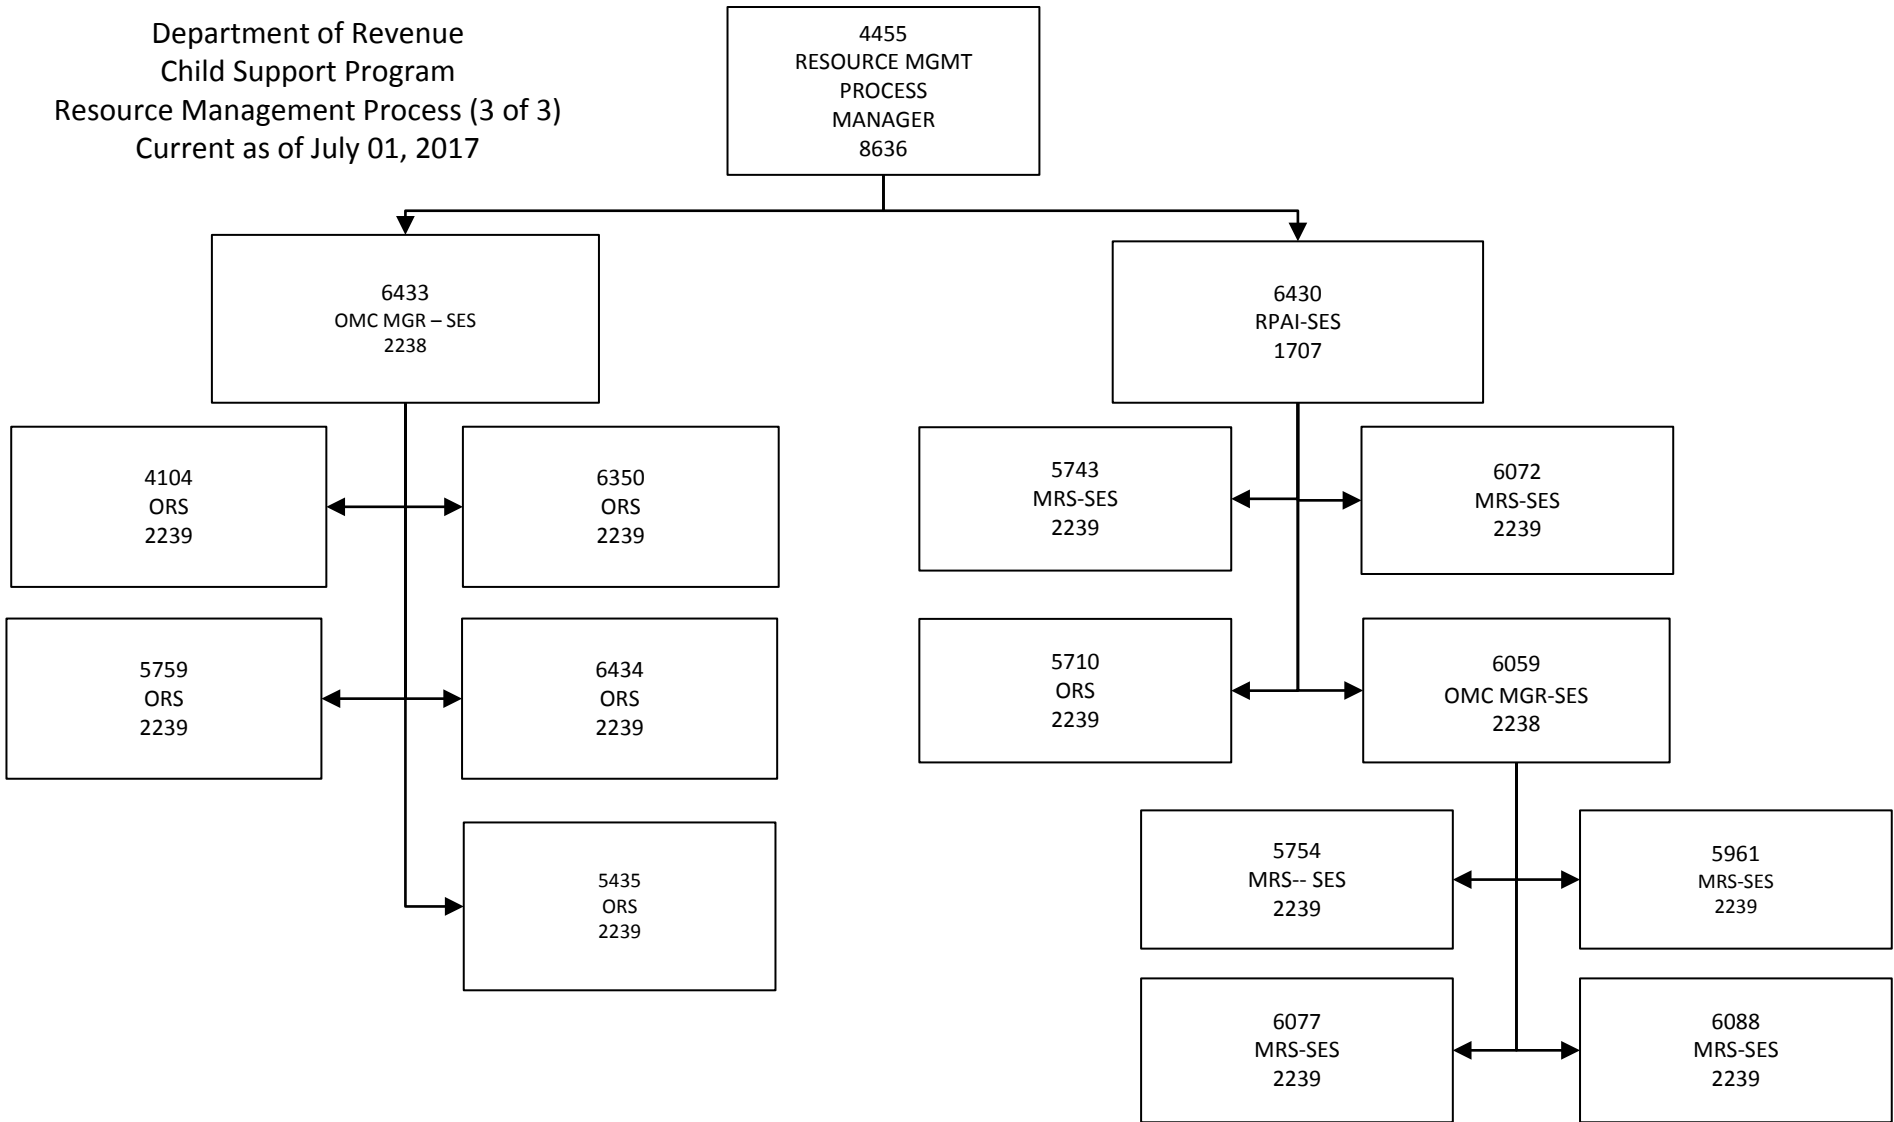 Department of Revenue
Child Support Program
Resource Management Process (3 of 3)
Current as of July 01, 2017
4455
RESOURCE MGMT
PROCESS
MANAGER
8636
6433
OMC MGR – SES
2238
6430
RPAI-SES
1707
4104
ORS
2239
6350
ORS
2239
5743
MRS-SES
2239
6072
MRS-SES
2239
5759
ORS
2239
6434
ORS
2239
5710
ORS
2239
6059
OMC MGR-SES
2238
5435
ORS
2239
5754
MRS-- SES
2239
5961
MRS-SES
2239
6077
MRS-SES
2239
6088
MRS-SES
2239